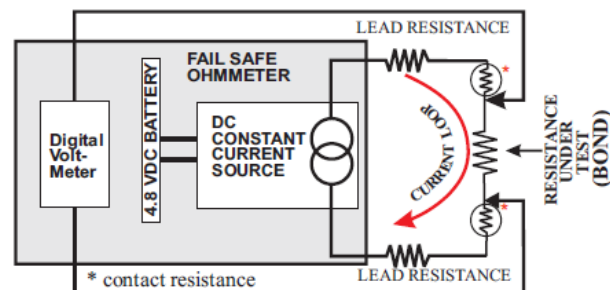 LEAD RESISTANCE
FAIL SAFE
OHMMETER
*
Digital
Volt-
Meter
4.8 VDC BATTERY
DC
CONSTANT
CURRENT
SOURCE
CURRENT LOOP
RESISTANCE
UNDER
TEST
(BOND)
*
* contact resistance
LEAD RESISTANCE